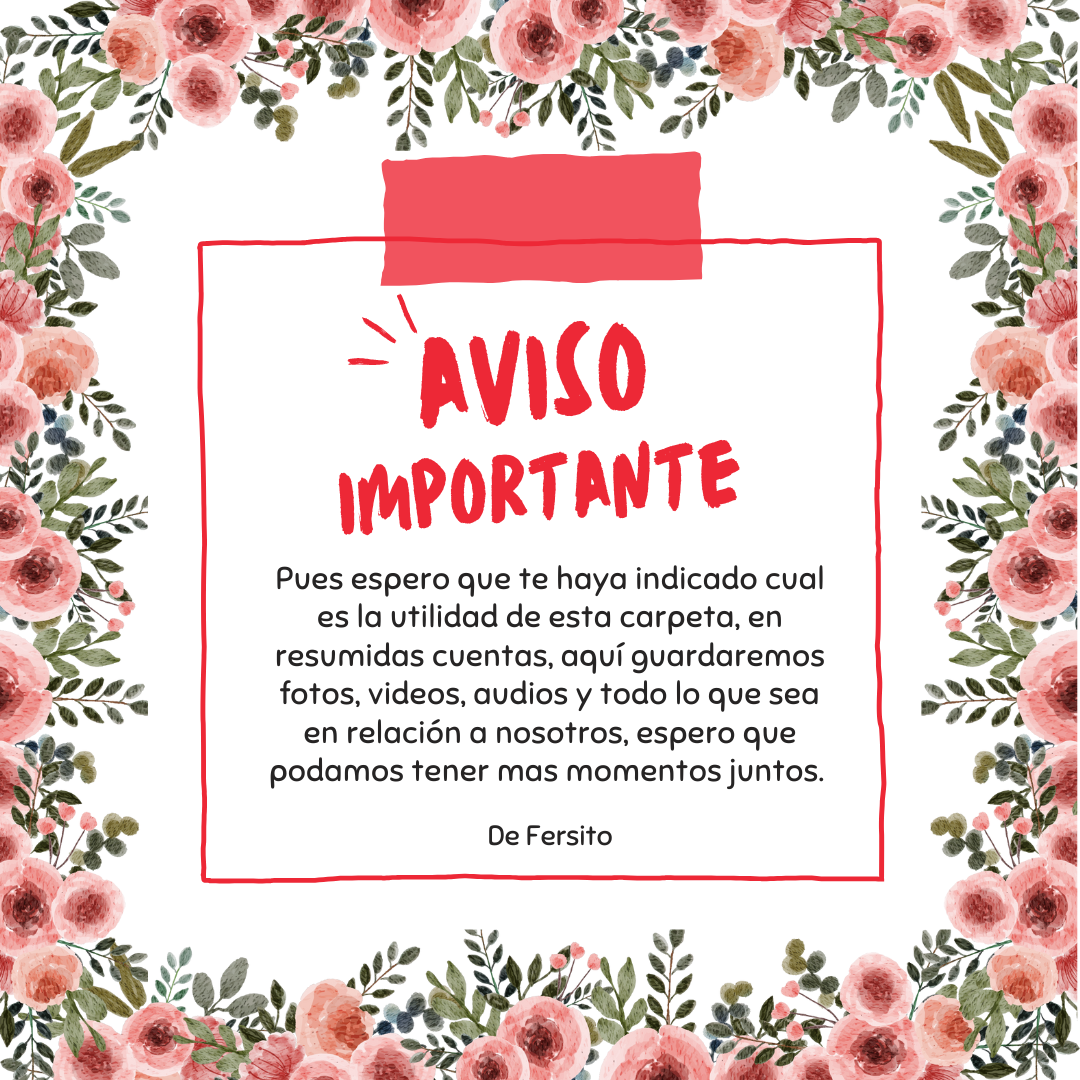 AVISO
IMPORTANTE
Pues espero que te haya indicado cual
es la utilidad de esta carpeta, en
resumidas cuentas, aquí guardaremos
fotos, videos, audios y todo lo que sea
en relación a nosotros, espero que
podamos tener mas momentos juntos.
De Fersito